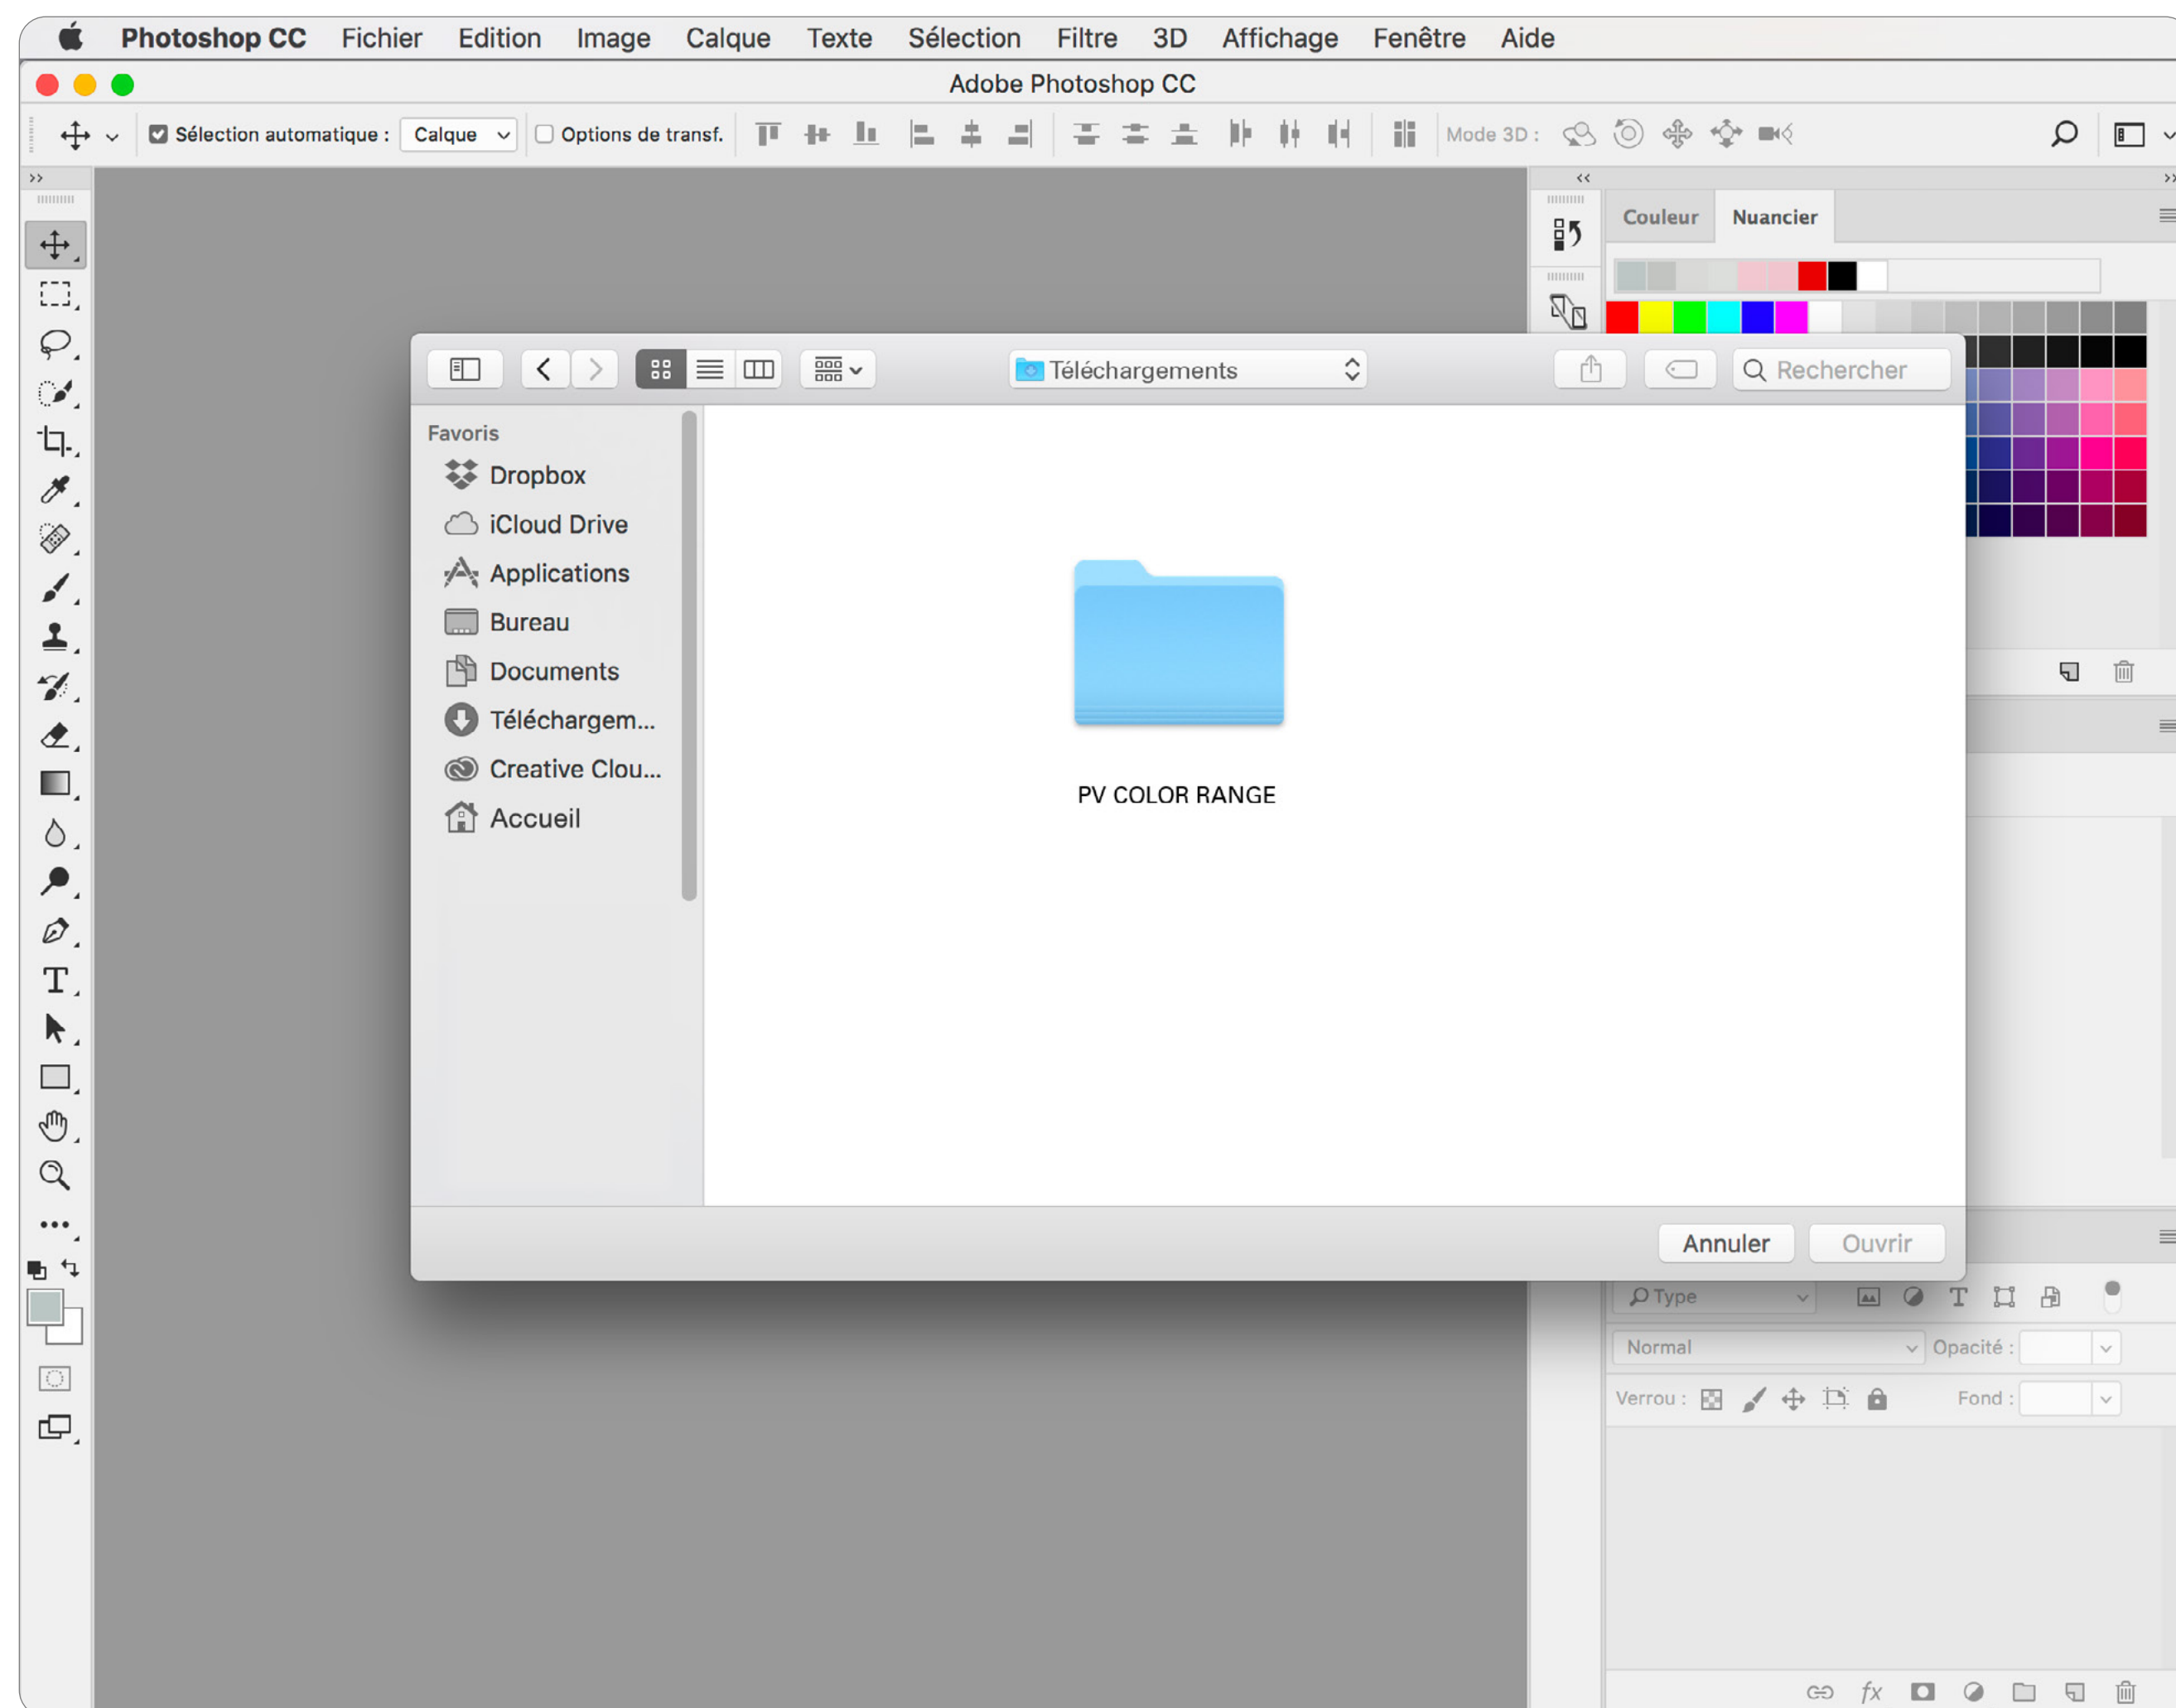 Photoshop CC Fichier Edition Image Calque Texte Sélection Filtre 3D Affichage Fenêtre Aide
Adobe Photoshop CC
Sélection automatique : Calque Options de transf. Mode 3D :
Couleur Nuancier
Téléchargements Rechercher
Favoris
Dropbox
iCloud Drive
Applications
Bureau
Documents
Téléchargem...
Creative Clou...
Accueil
PV COLOR RANGE
Annuler Ouvrir
Type
Normal Opacité :
Verrou : Fond :
fx